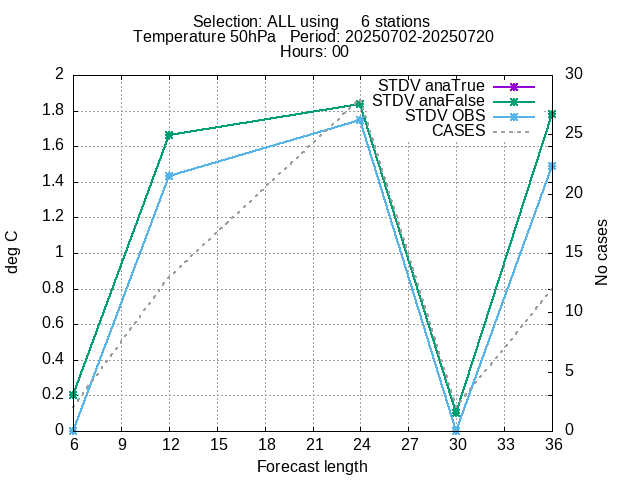 Selection: ALL using 6 stations
Temperature 50hPa Period: 20250702-20250720
Hours: 00
STDV anaTrue
STDV anaFalse
STDV OBS
CASES
deg C
No cases
2
1.8
1.6
1.4
1.2
1
0.8
0.6
0.4
0.2
0
30
25
20
15
10
5
0
6 9 12 15 18 21 24 27 30 33 36
Forecast length